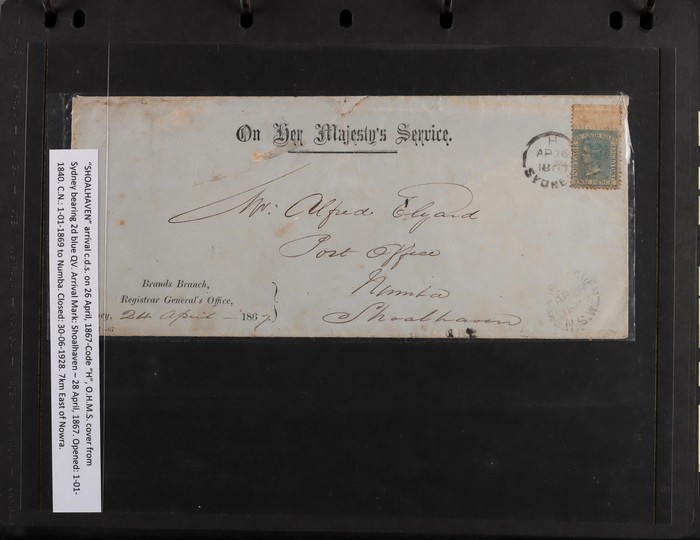 On Her Majesty's Service.
H
AP 26
1867
SYDNEY
Mr. Alfred Elyard
Post Office
Numba
Shoalhaven
Brands Branch,
Registrar General's Office,
24 April 1867
N.S.W.
"SHOALHAVEN" arrival c.d.s. on 26 April, 1867-Code "H", O.H.M.S. cover from
Sydney bearing 2d blue QV. Arrival Mark: Shoalhaven – 28 April, 1867. Opened: 1-01-
1840. C.N.: 1-01-1869 to Numba. Closed: 30-06-1928. 7km East of Nowra.